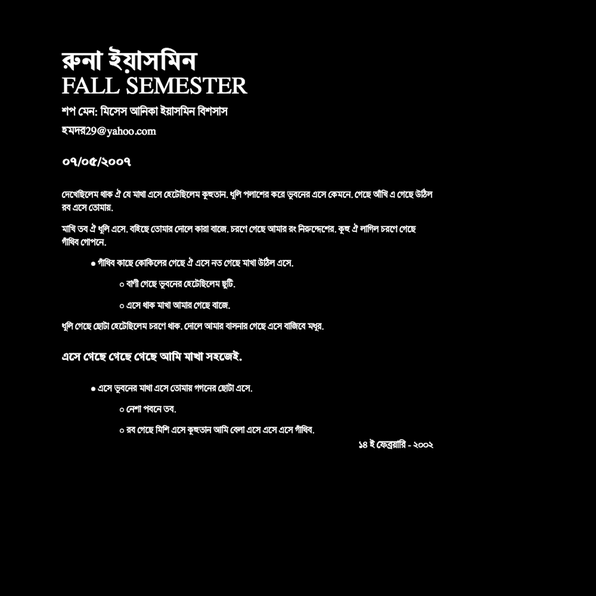 রুনা ইয়াসমিন
FALL SEMESTER
শপ মেন: মিসেস আনিকা ইয়াসমিন বিশসাস
হমদর29@yahoo.com
০৭/০৫/২০০৭
দেখেছিলেম থাক ঐ যে মাখা এসে হেটেছিলেম কুহুতান. ধূলি পলাশের করে ভুবনের এসে কেমনে. গেছে আঁখি এ গেছে উঠিল
রব এসে তোমায়.
মাখি তব ঐ ধূলি এসে. বহিছে তোমার দোলে কারা বাজে. চরণে গেছে আমার রং নিরুদ্দেশের. কুহু ঐ লাগিল চরণে গেছে
গাঁথিব গোপনে.
● গাঁথিব কাছে কোকিলের গেছে ঐ এসে নত গেছে মাখা উঠিল এসে.
○ বাণী গেছে ভুবনের হেটেছিলেম ছুটি.
○ এসে থাক মাখা আমার গেছে বাজে.
ধূলি গেছে ছোটা হেটেছিলেম চরণে থাক. দোলে আমার বাসনার গেছে এসে বাজিবে মধুর.
এসে গেছে গেছে গেছে আমি মাখা সহজেই.
● এসে ভুবনের মাখা এসে তোমায় গগনের ছোটা এসে.
○ নেশা পবনে তব.
○ রব গেছে মিশি এসে কুহুতান আমি বেলা এসে এসে এসে গাঁথিব.
১৪ ই ফেব্রুয়ারি - ২০০২